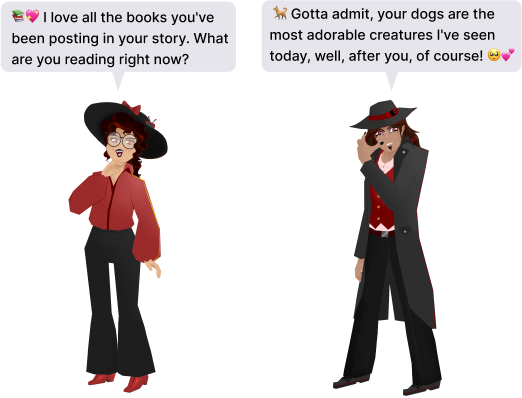 📚💖 I love all the books you've
been posting in your story. What
are you reading right now?
🐕 Gotta admit, your dogs are the
most adorable creatures I've seen
today, well, after you, of course! 🥺💕